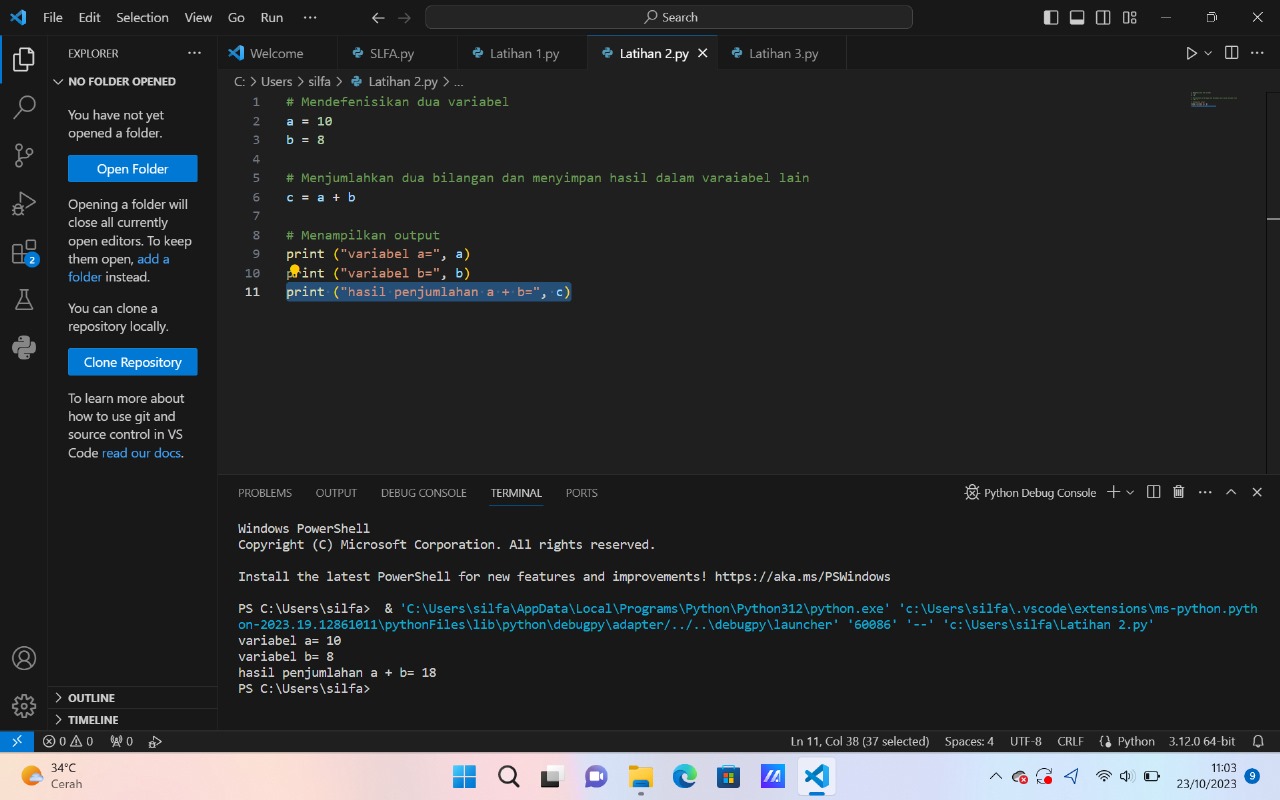 File Edit Selection View Go Run ··· Search
EXPLORER ···
NO FOLDER OPENED
You have not yet
opened a folder.
Open Folder
Opening a folder will
close all currently
open editors. To keep
them open, add a
folder instead.
You can clone a
repository locally.
Clone Repository
To learn more about
how to use git and
source control in VS
Code read our docs.
OUTLINE
TIMELINE
2
Welcome SLFA.py Latihan 1.py Latihan 2.py Latihan 3.py
C: > Users > silfa > Latihan 2.py > ...
1 # Mendefenisikan dua variabel
2 a = 10
3 b = 8
4
5 # Menjumlahkan dua bilangan dan menyimpan hasil dalam varaiabel lain
6 c = a + b
7
8 # Menampilkan output
9 print ("variabel a=", a)
10 print ("variabel b=", b)
11 print ("hasil penjumlahan a + b=", c)
PROBLEMS OUTPUT DEBUG CONSOLE TERMINAL PORTS Python Debug Console
Windows PowerShell
Copyright (C) Microsoft Corporation. All rights reserved.
Install the latest PowerShell for new features and improvements! https://aka.ms/PSWindows
PS C:\Users\silfa>  & 'C:\Users\silfa\AppData\Local\Programs\Python\Python312\python.exe' 'c:\Users\silfa\.vscode\extensions\ms-python.pyth
on-2023.19.12861011\pythonFiles\lib\python\debugpy\adapter/../..\debugpy\launcher' '60086' '--' 'c:\Users\silfa\Latihan 2.py'
variabel a= 10
variabel b= 8
hasil penjumlahan a + b= 18
PS C:\Users\silfa>
0 0 0 Ln 11, Col 38 (37 selected) Spaces: 4 UTF-8 CRLF Python 3.12.0 64-bit
34°C
Cerah
11:03
23/10/2023 9